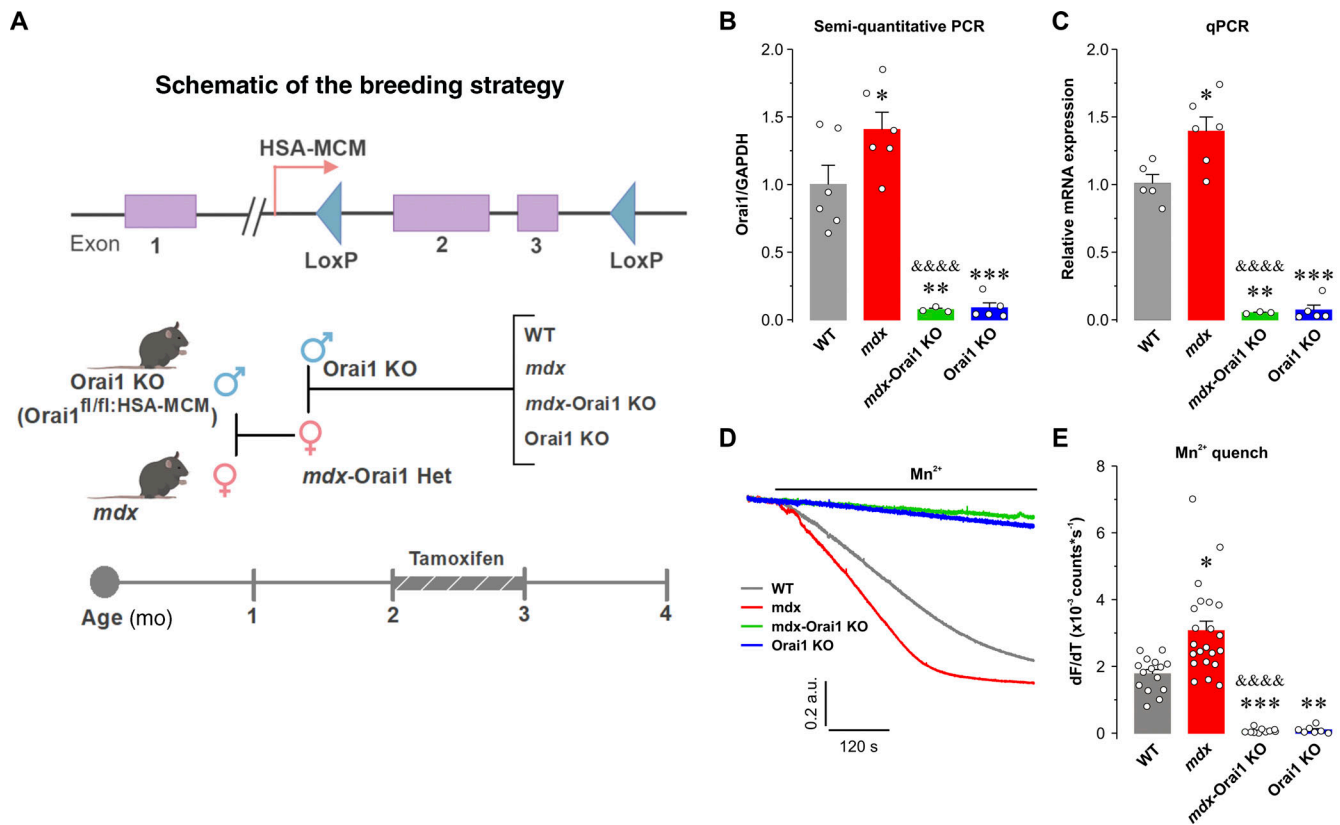 A
Schematic of the breeding strategy
HSA-MCM
Exon
1
2
3
LoxP
LoxP
Orai1 KO
(Orai1fl/fl:HSA-MCM)
mdx
Orai1 KO
mdx-Orai1 Het
WT
mdx
mdx-Orai1 KO
Orai1 KO
Tamoxifen
Age (mo)
1
2
3
4
B
Semi-quantitative PCR
Orai1/GAPDH
2.0
1.5
1.0
0.5
0.0
*
&&&&
**
***
WT
mdx
mdx-Orai1 KO
Orai1 KO
C
qPCR
Relative mRNA expression
2.0
1.5
1.0
0.5
0.0
*
&&&&
**
***
WT
mdx
mdx-Orai1 KO
Orai1 KO
D
Mn2+
WT
mdx
mdx-Orai1 KO
Orai1 KO
0.2 a.u.
120 s
E
Mn2+ quench
dF/dT (x10-3 counts*s-1)
8
6
4
2
0
*
&&&&
***
**
WT
mdx
mdx-Orai1 KO
Orai1 KO